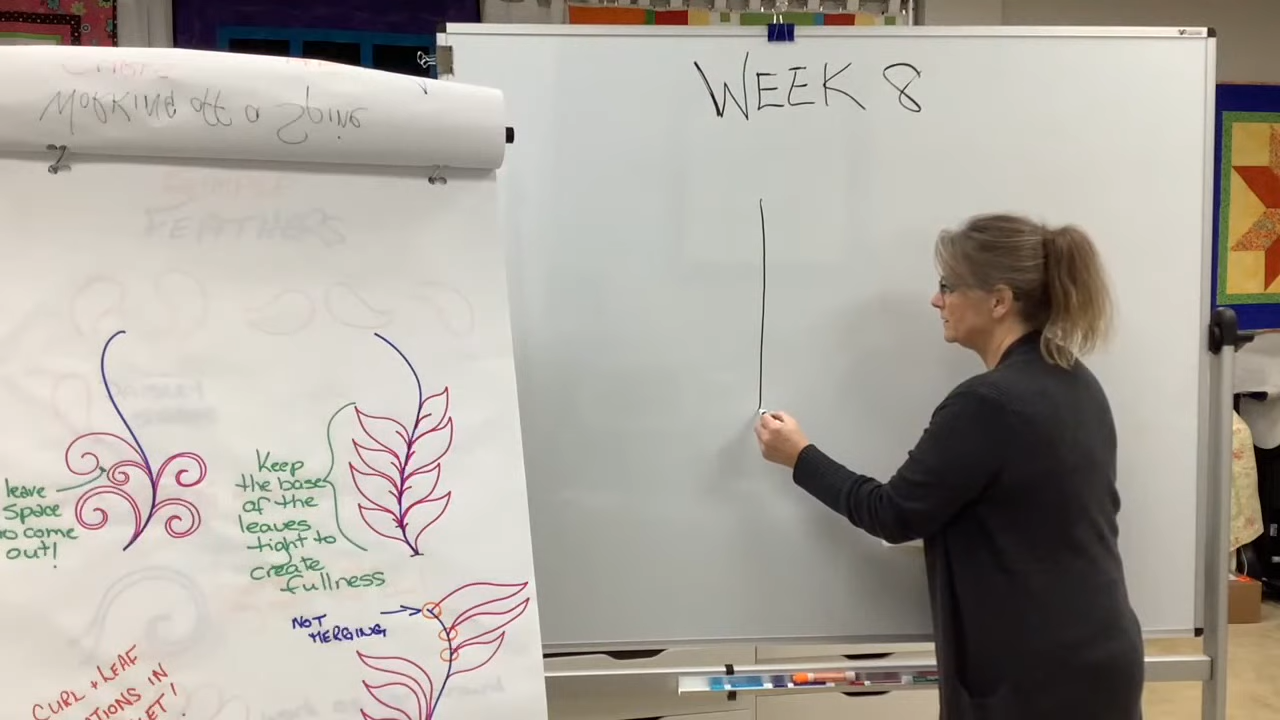 WEEK 8
Working off a Spine
FEATHERS
leave
Space
to come
out!
Keep
the base
of the
leaves
tight to
create
fullness
NOT
MERGING
CURL + LEAF